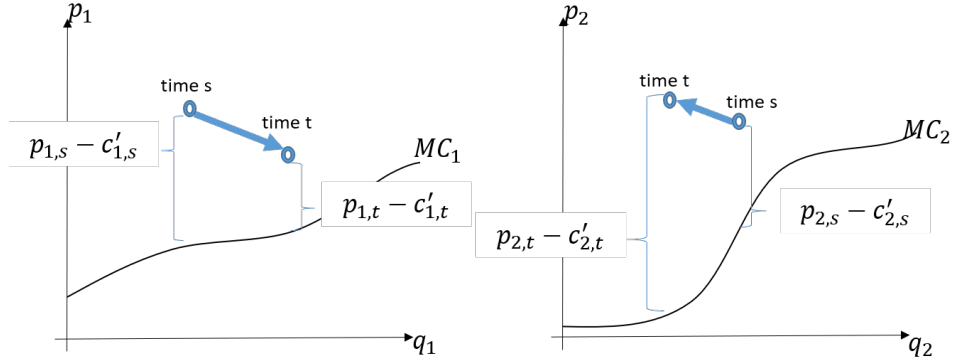 p₁
time s
time t
p₁,ₛ − c′₁,ₛ
MC₁
p₁,ₜ − c′₁,ₜ
q₁
p₂
time t
time s
MC₂
p₂,ₛ − c′₂,ₛ
p₂,ₜ − c′₂,ₜ
q₂